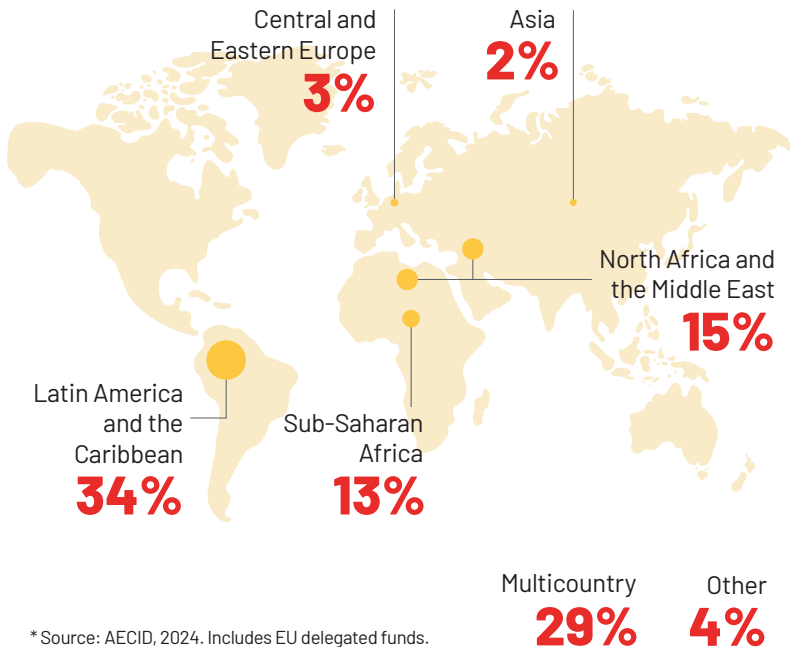 Central and
Eastern Europe
3%
Asia
2%
North Africa and
the Middle East
15%
Latin America
and the
Caribbean
34%
Sub-Saharan
Africa
13%
Multicountry
29%
Other
4%
* Source: AECID, 2024. Includes EU delegated funds.